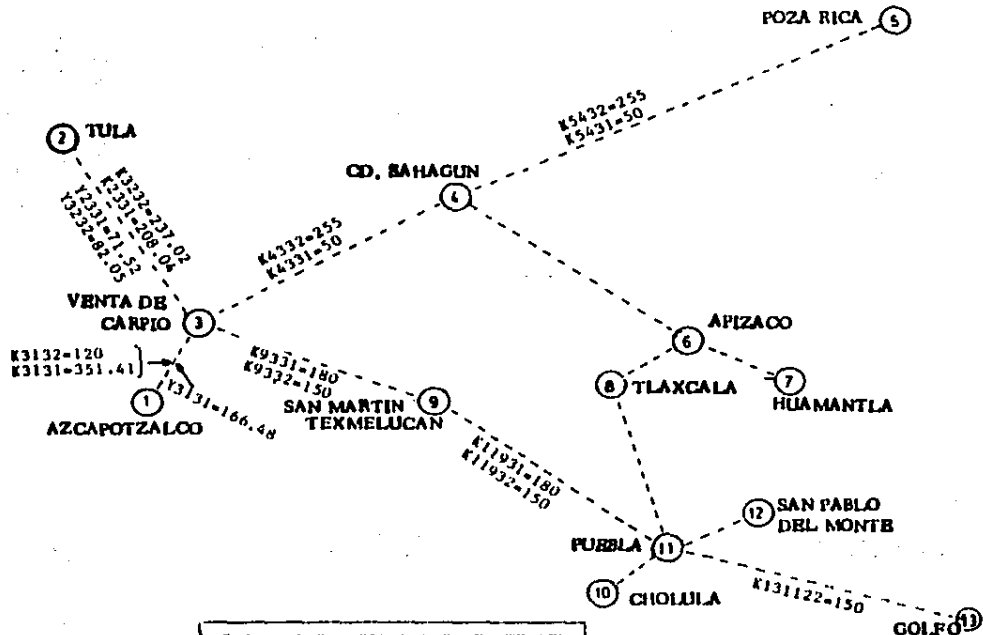 POZA RICA 5
K5432=255
K5431=50
2 TULA
CD. SAHAGUN
4
K3232=237.02
K2331=208.04
Y2331=71.52
Y3232=82.05
K4332=255
K4331=50
VENTA DE
CARPIO 3
APIZACO
6
K3132=120
K3131=351.41
K9331=180
K9332=150
8 TLAXCALA
7
HUAMANTLA
1
AZCAPOTZALCO
Y3131=166.48
SAN MARTIN
TEXMELUCAN
9
K11931=180
K11932=150
12 SAN PABLO
DEL MONTE
PUEBLA 11
10 CHOLULA
K131122=150
GOLFO 13